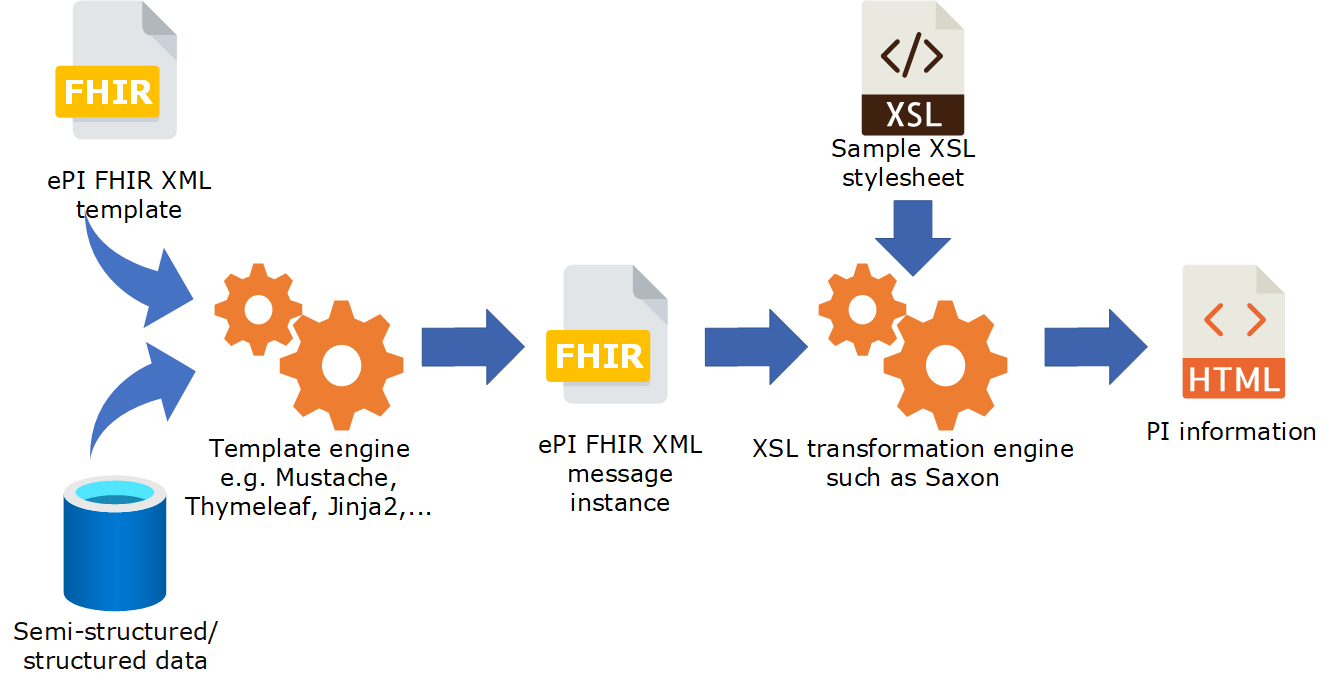 FHIR
ePI FHIR XML
template
</>
XSL
Sample XSL
stylesheet
Template engine
e.g. Mustache,
Thymeleaf, Jinja2,...
FHIR
ePI FHIR XML
message
instance
XSL transformation engine
such as Saxon
< >
HTML
PI information
Semi-structured/
structured data